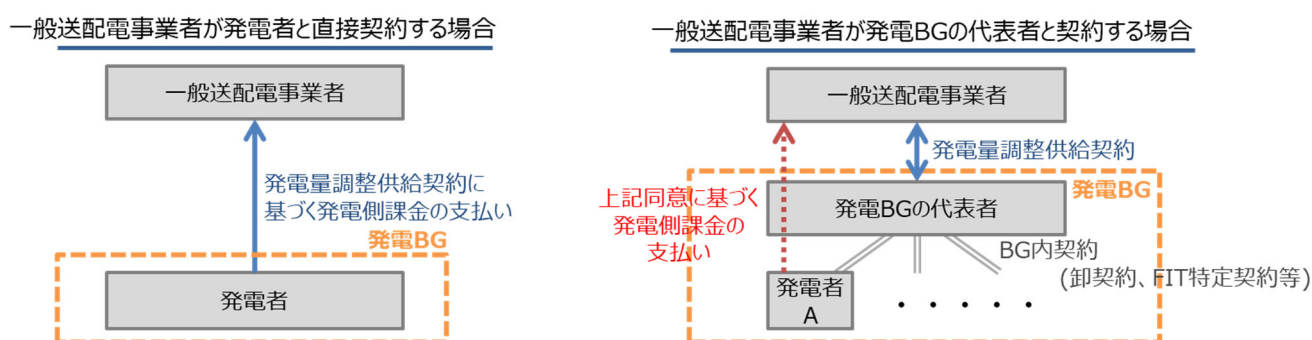 一般送配電事業者が発電者と直接契約する場合
一般送配電事業者
発電量調整供給契約に
基づく発電側課金の支払い
発電BG
発電者
一般送配電事業者が発電BGの代表者と契約する場合
一般送配電事業者
発電量調整供給契約
発電BG
上記同意に基づく
発電側課金の
支払い
発電BGの代表者
BG内契約
(卸契約、FIT特定契約等)
発電者
A
・・・・・